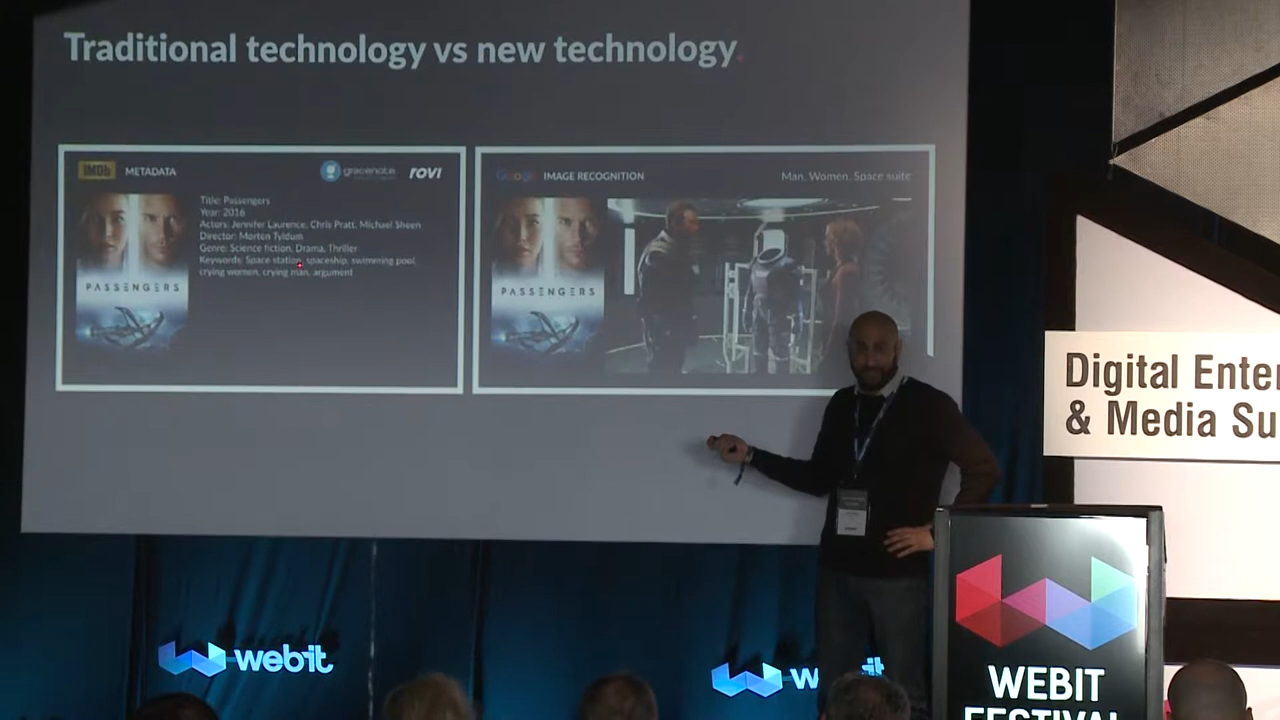 Traditional technology vs new technology.
IMDb METADATA gracenote rovi
Title: Passengers
Year: 2016
Actors: Jennifer Laurence, Chris Pratt, Michael Sheen
Director: Morten Tyldum
Genre: Science fiction, Drama, Thriller
Keywords: Space station, spaceship, swimming pool,
crying women, crying man, argument
PASSENGERS
Google IMAGE RECOGNITION Man, Women, Space suite
PASSENGERS
Digital Enter
& Media Su
webit
w it
WEBIT
FESTIVAL